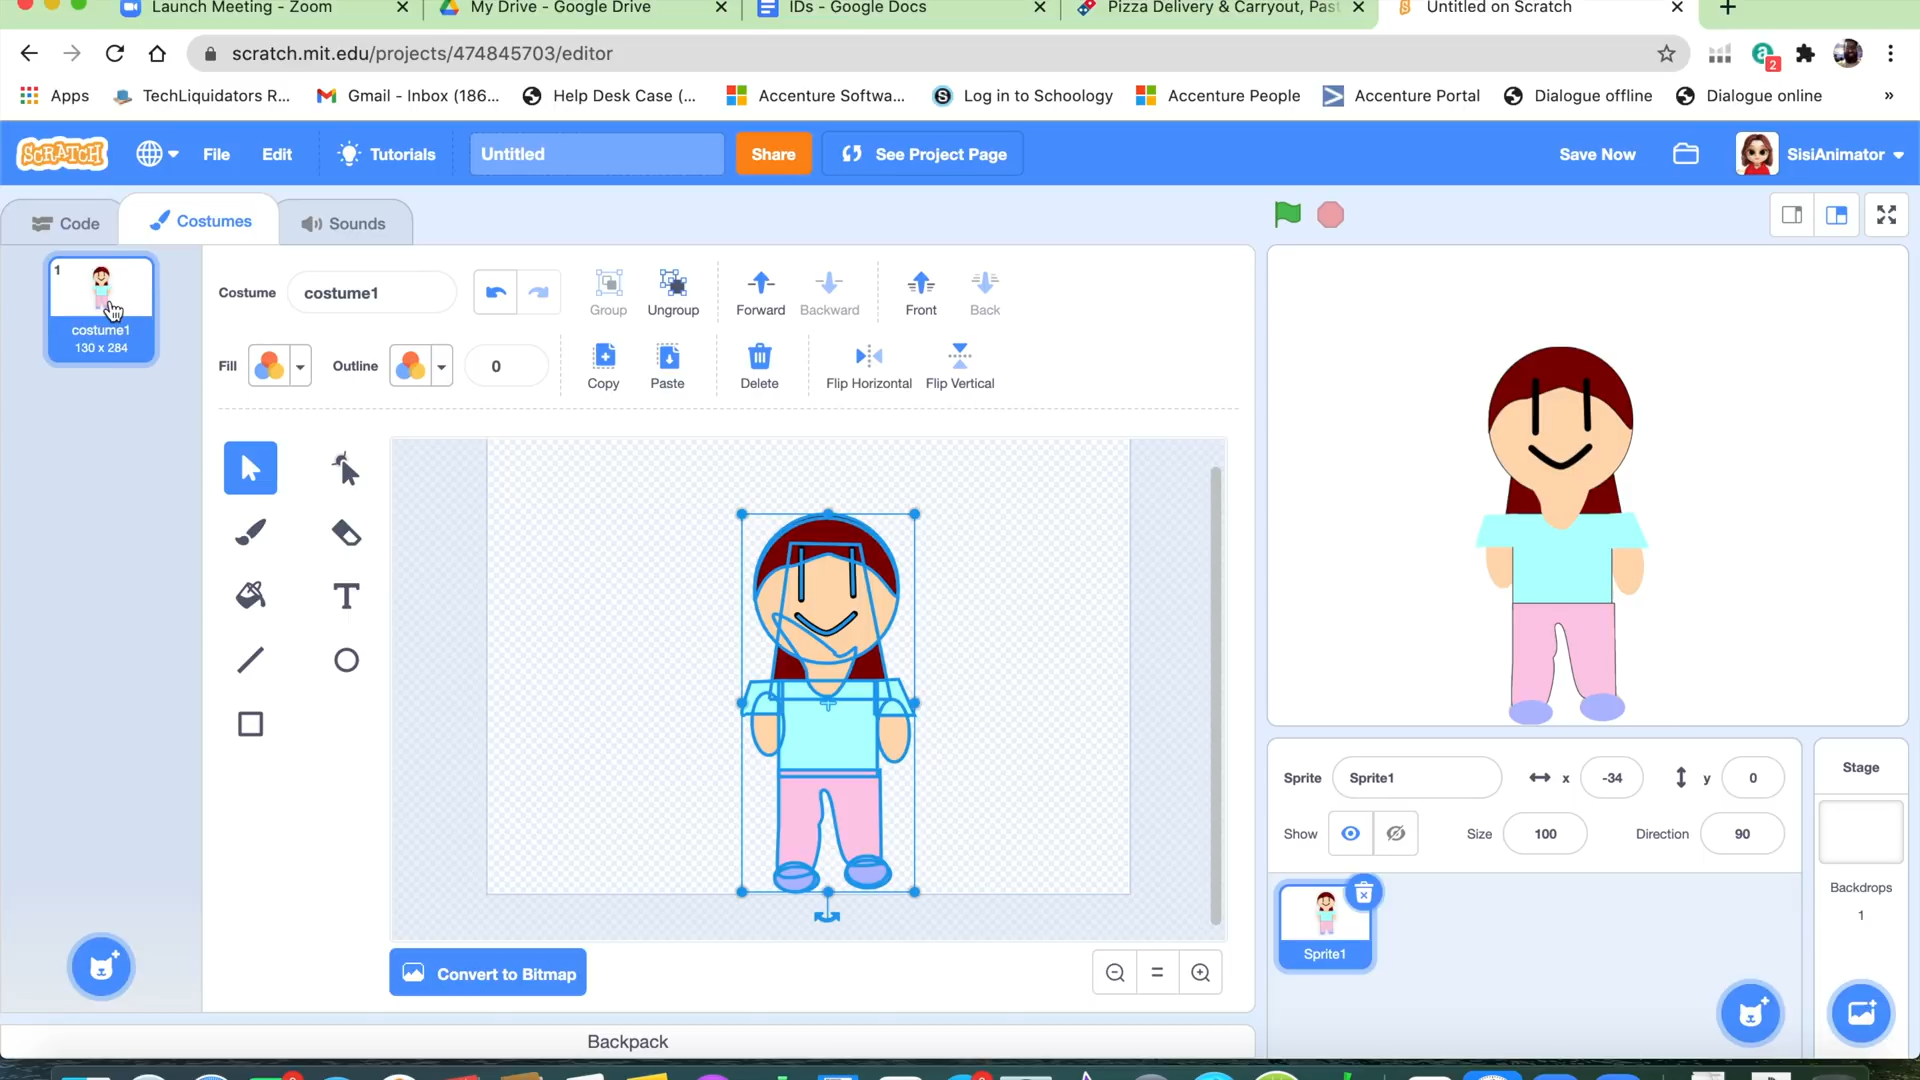 Launch Meeting - Zoom
My Drive - Google Drive
IDs - Google Docs
Pizza Delivery & Carryout, Past
Untitled on Scratch
scratch.mit.edu/projects/474845703/editor
2
Apps
TechLiquidators R...
Gmail - Inbox (186...
Help Desk Case (...
Accenture Softwa...
Log in to Schoology
Accenture People
Accenture Portal
Dialogue offline
Dialogue online
»
SCRATCH
File
Edit
Tutorials
Untitled
Share
See Project Page
Save Now
SisiAnimator
Code
Costumes
Sounds
1
costume1
130 x 284
Costume
costume1
Group
Ungroup
Forward
Backward
Front
Back
Fill
Outline
0
Copy
Paste
Delete
Flip Horizontal
Flip Vertical
T
Convert to Bitmap
Backpack
Sprite
Sprite1
x
-34
y
0
Show
Size
100
Direction
90
Sprite1
Stage
Backdrops
1